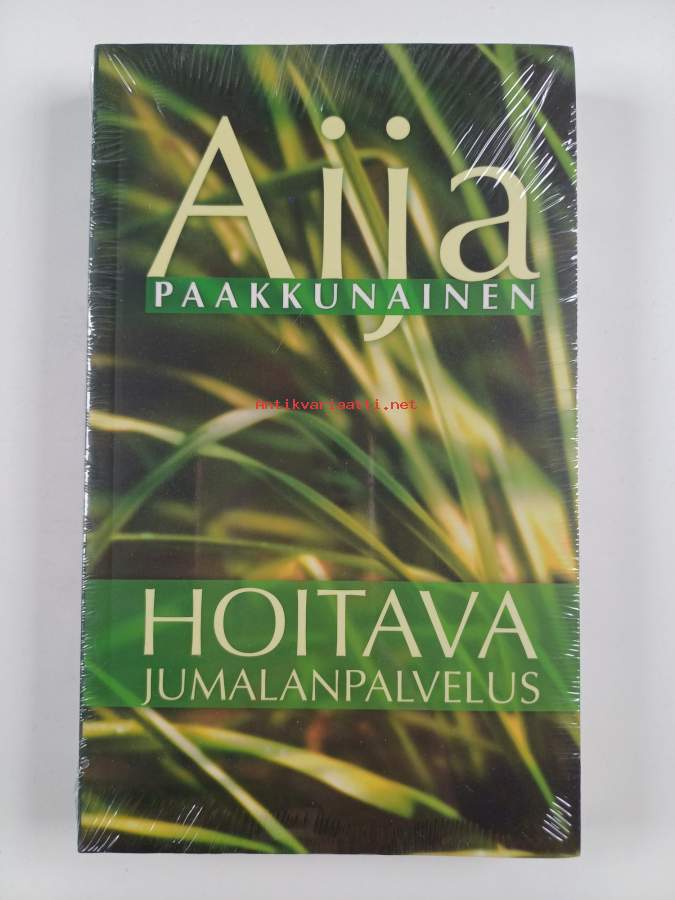 Aija
PAAKKUNAINEN
Antikvariaatti.net
HOITAVA
JUMALANPALVELUS